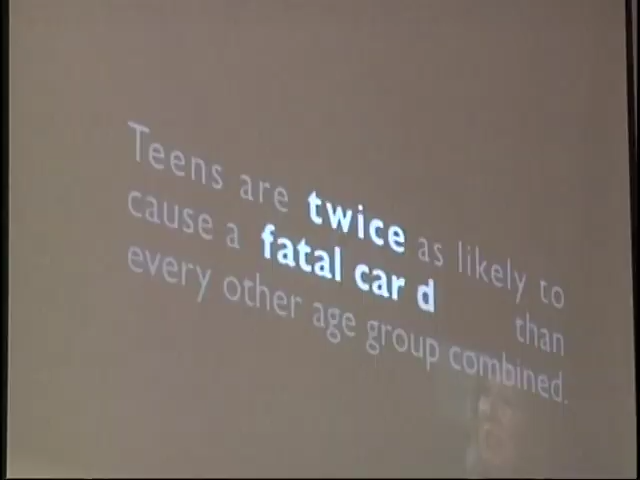 Teens are twice as likely to
cause a fatal car d than
every other age group combined.